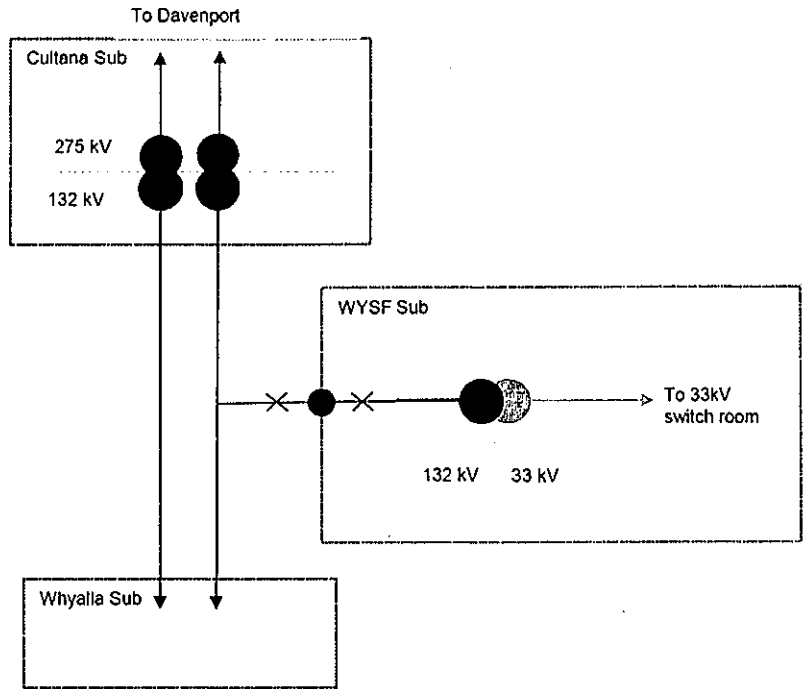 To Davenport
Cultana Sub
275 kV
132 kV
WYSF Sub
To 33kV
switch room
132 kV 33 kV
Whyalla Sub